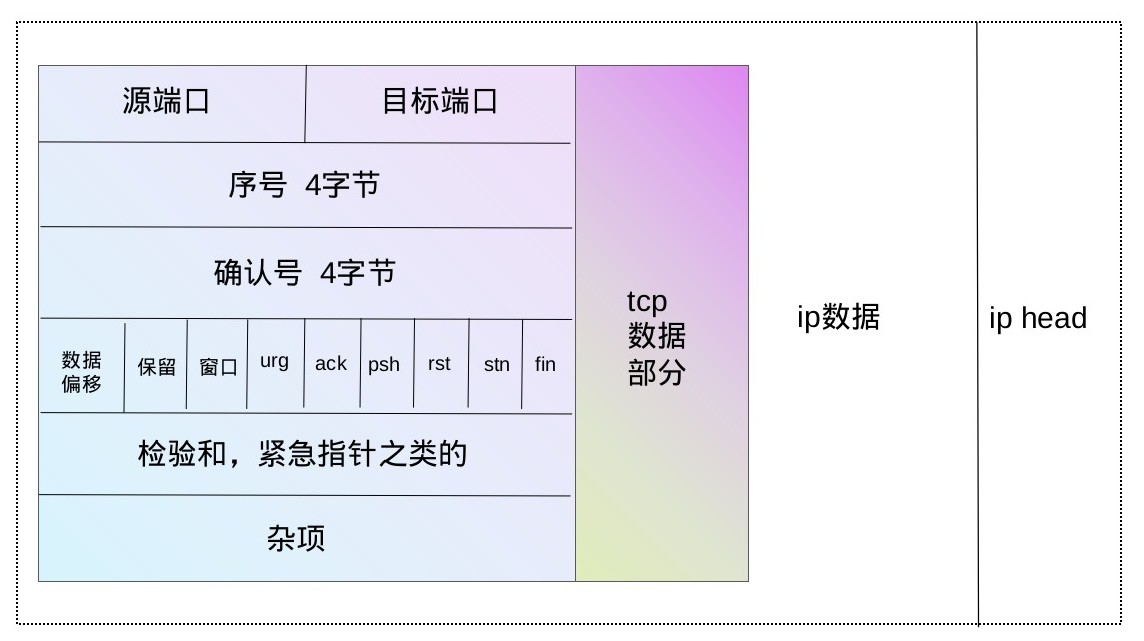 源端口
目标端口
序号 4字节
确认号 4字节
数据
偏移
保留
窗口
urg
ack
psh
rst
stn
fin
检验和，紧急指针之类的
杂项
tcp
数据
部分
ip数据
ip head